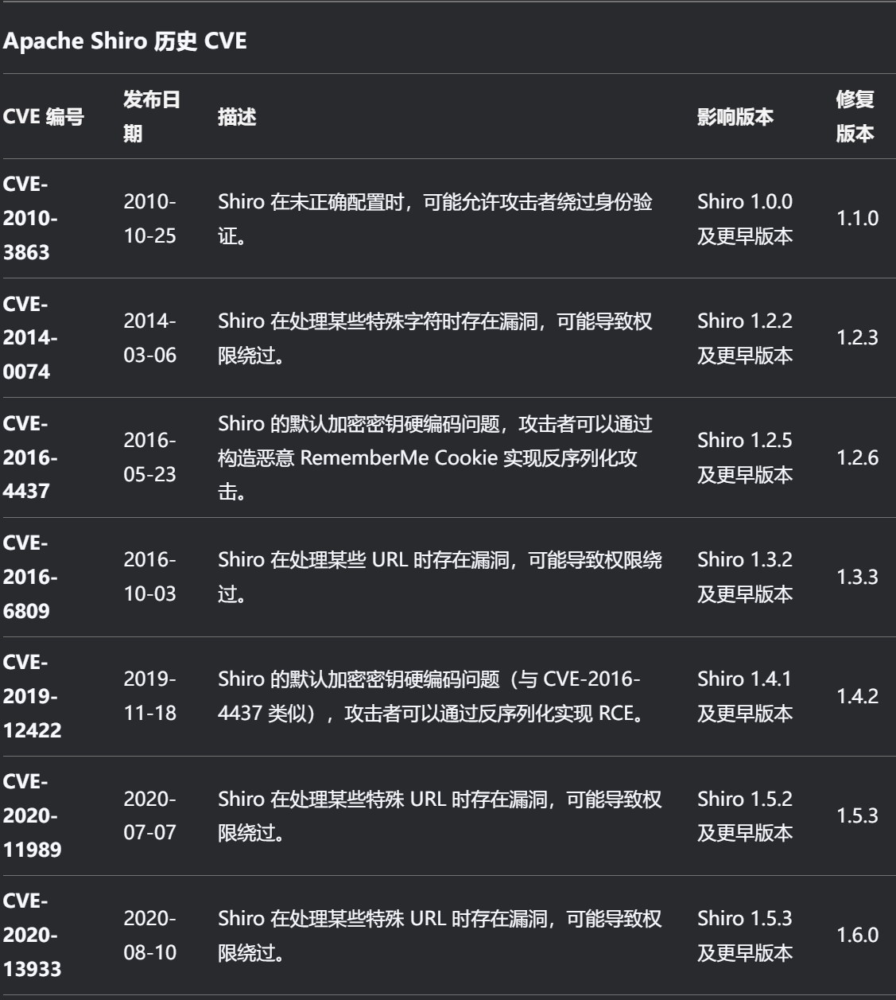 Apache Shiro 历史 CVE
CVE 编号
发布日
期
描述
影响版本
修复
版本
CVE-
2010-
3863
2010-
10-25
Shiro 在未正确配置时，可能允许攻击者绕过身份验
证。
Shiro 1.0.0
及更早版本
1.1.0
CVE-
2014-
0074
2014-
03-06
Shiro 在处理某些特殊字符时存在漏洞，可能导致权
限绕过。
Shiro 1.2.2
及更早版本
1.2.3
CVE-
2016-
4437
2016-
05-23
Shiro 的默认加密密钥硬编码问题，攻击者可以通过
构造恶意 RememberMe Cookie 实现反序列化攻
击。
Shiro 1.2.5
及更早版本
1.2.6
CVE-
2016-
6809
2016-
10-03
Shiro 在处理某些 URL 时存在漏洞，可能导致权限绕
过。
Shiro 1.3.2
及更早版本
1.3.3
CVE-
2019-
12422
2019-
11-18
Shiro 的默认加密密钥硬编码问题（与 CVE-2016-
4437 类似），攻击者可以通过反序列化实现 RCE。
Shiro 1.4.1
及更早版本
1.4.2
CVE-
2020-
11989
2020-
07-07
Shiro 在处理某些特殊 URL 时存在漏洞，可能导致权
限绕过。
Shiro 1.5.2
及更早版本
1.5.3
CVE-
2020-
13933
2020-
08-10
Shiro 在处理某些特殊 URL 时存在漏洞，可能导致权
限绕过。
Shiro 1.5.3
及更早版本
1.6.0